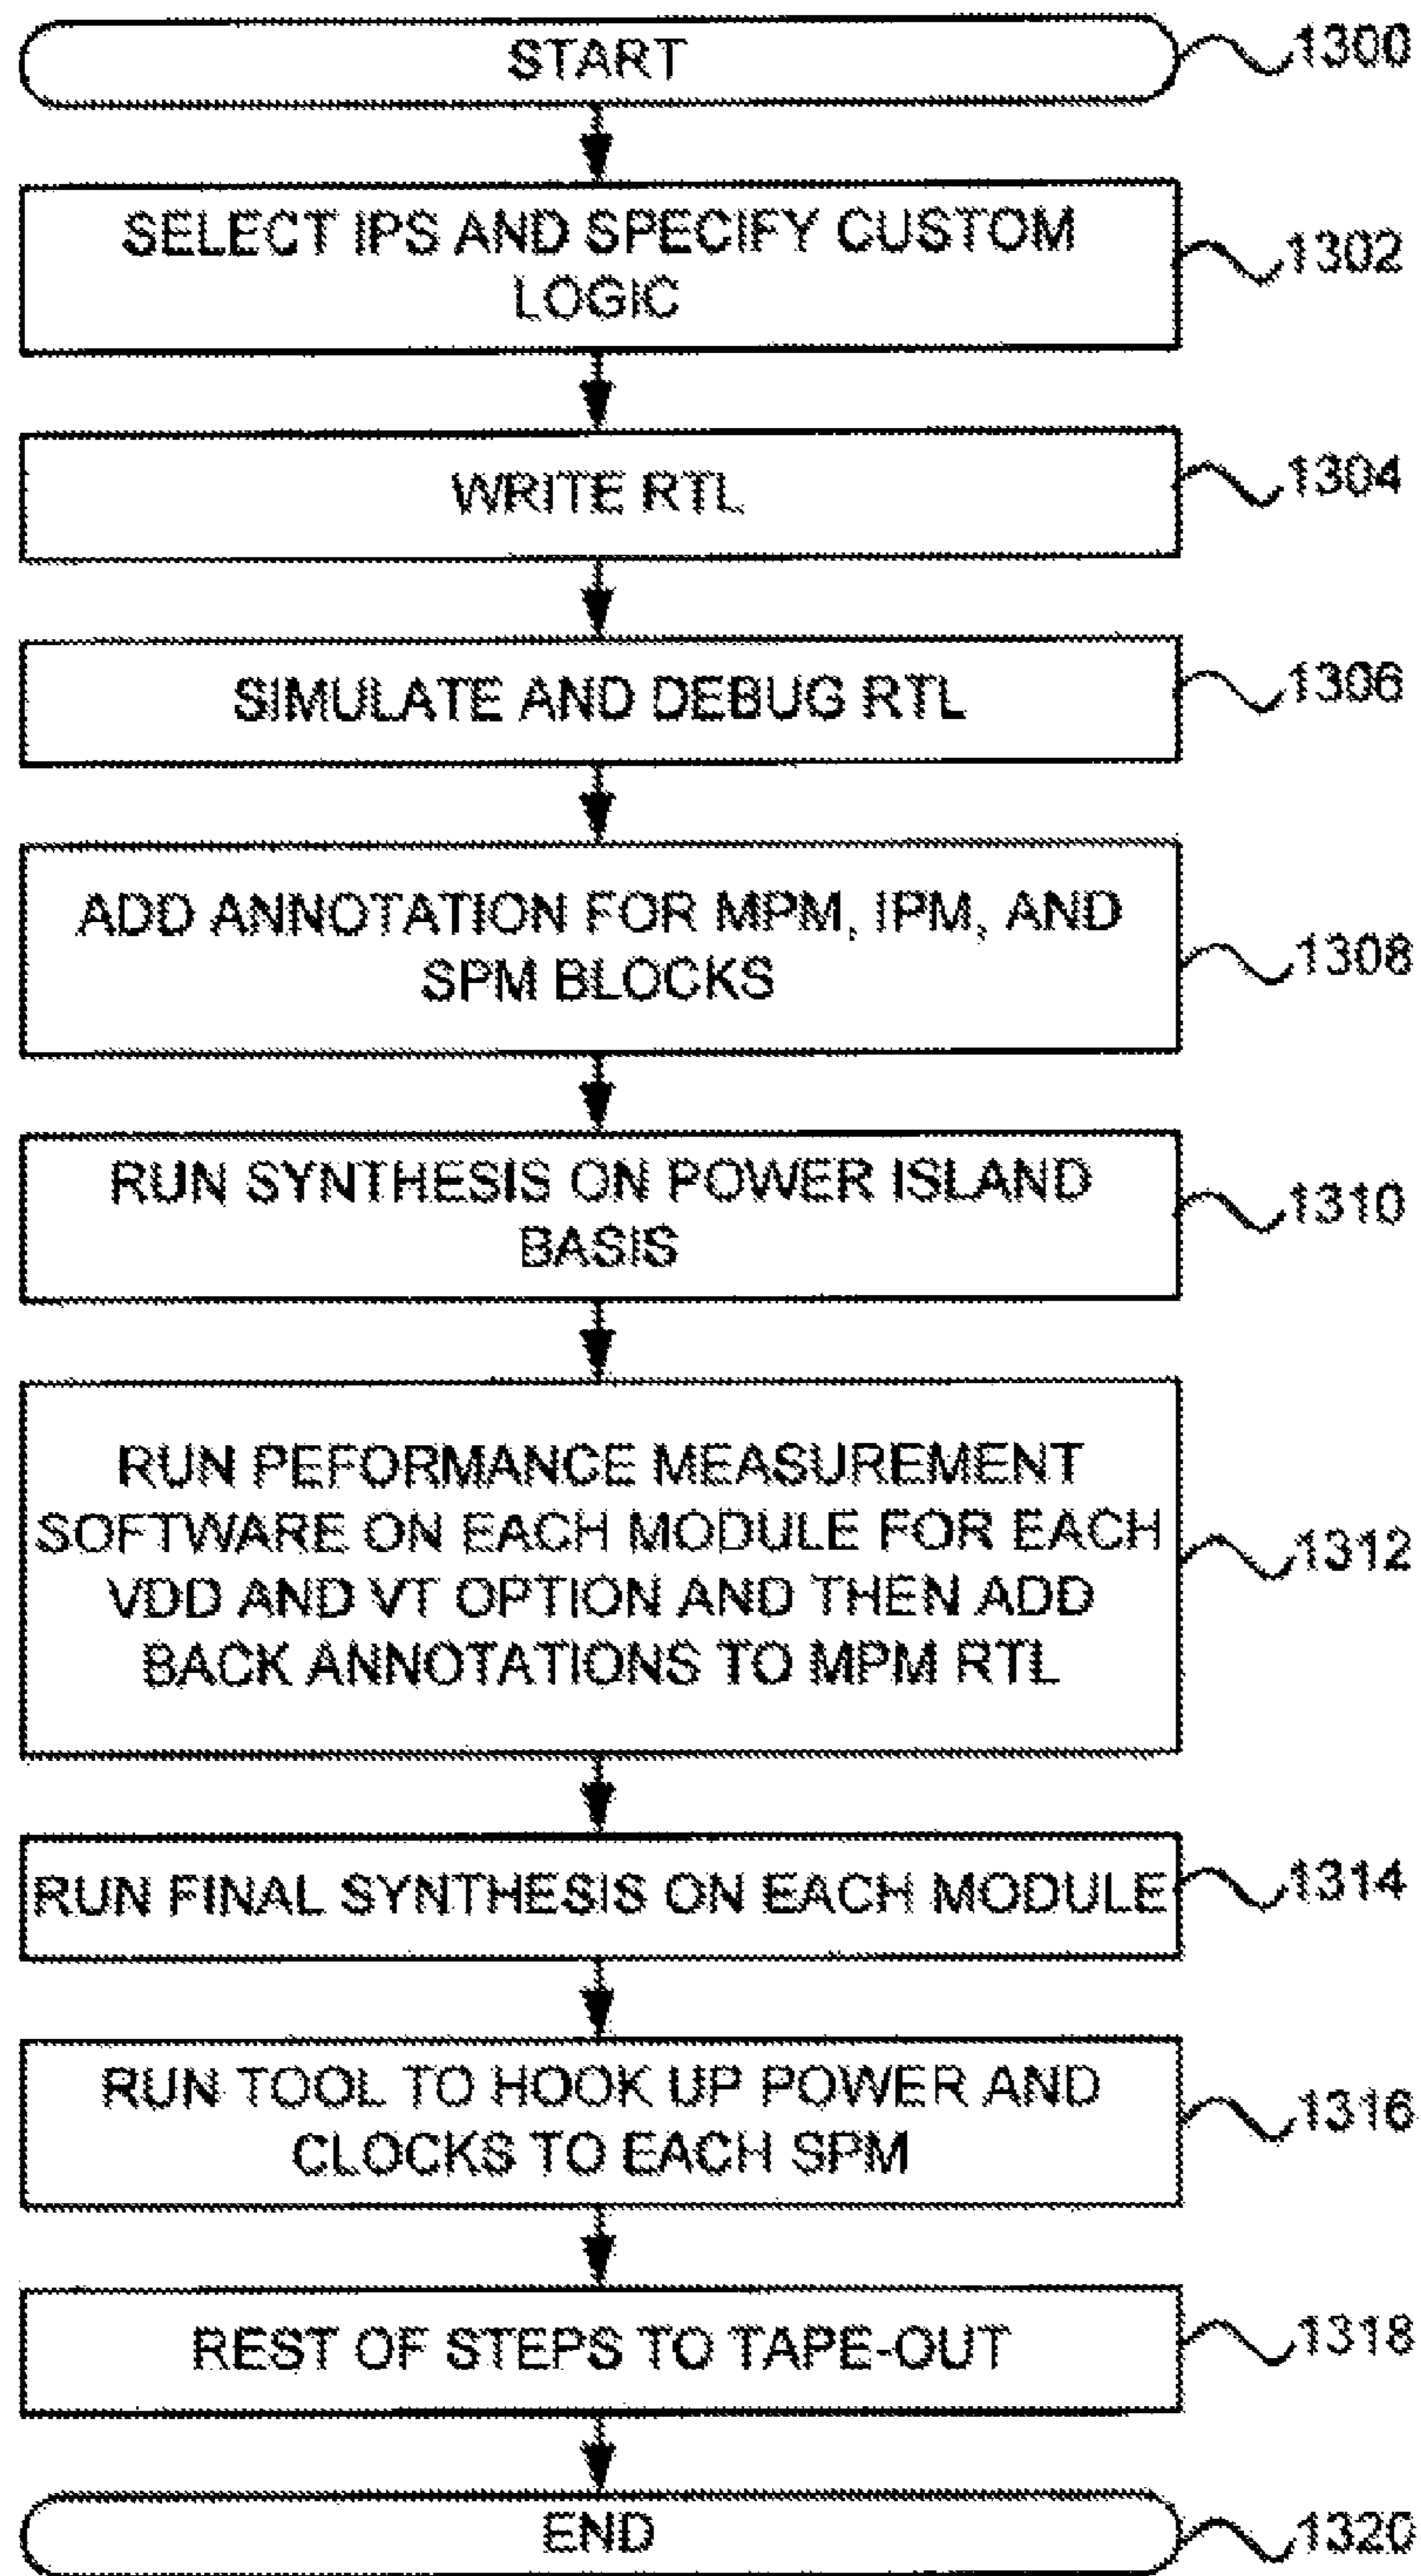 START
1300
SELECT IPS AND SPECIFY CUSTOM
LOGIC
1302
WRITE RTL
1304
SIMULATE AND DEBUG RTL
1306
ADD ANNOTATION FOR MPM, IPM, AND
SPM BLOCKS
1308
RUN SYNTHESIS ON POWER ISLAND
BASIS
1310
RUN PEFORMANCE MEASUREMENT
SOFTWARE ON EACH MODULE FOR EACH
VDD AND VT OPTION AND THEN ADD
BACK ANNOTATIONS TO MPM RTL
1312
RUN FINAL SYNTHESIS ON EACH MODULE
1314
RUN TOOL TO HOOK UP POWER AND
CLOCKS TO EACH SPM
1316
REST OF STEPS TO TAPE-OUT
1318
END
1320